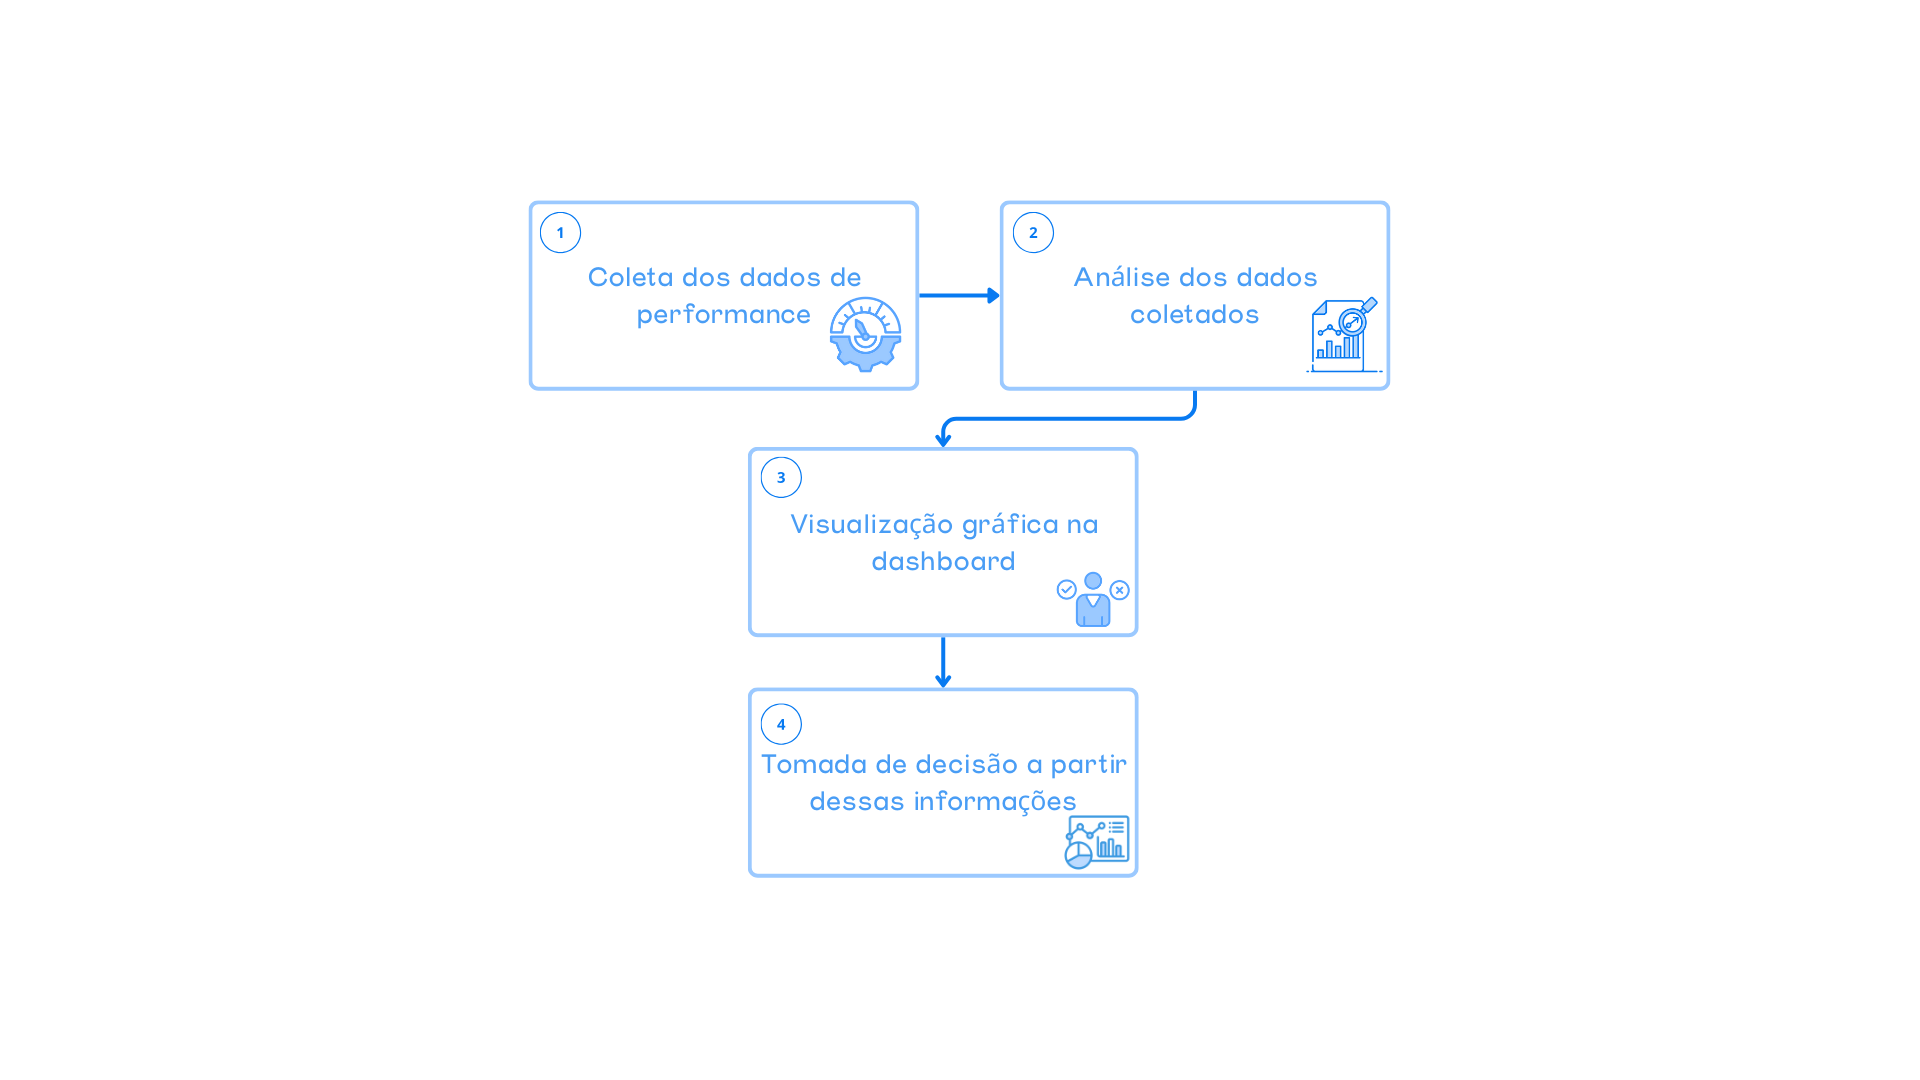 1
Coleta dos dados de
performance
2
Análise dos dados
coletados
3
Visualização gráfica na
dashboard
4
Tomada de decisão a partir
dessas informações